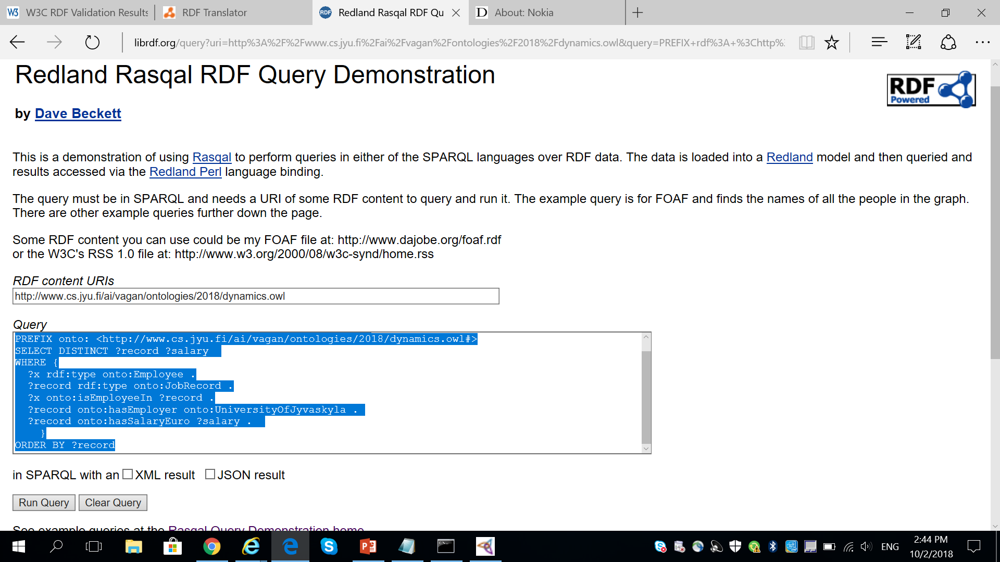 W3C RDF Validation Results
RDF Translator
Redland Rasqal RDF Qu
About: Nokia
librdf.org/query?uri=http%3A%2F%2Fwww.cs.jyu.fi%2Fai%2Fvagan%2Fontologies%2F2018%2Fdynamics.owl&query=PREFIX+rdf%3A+%3Chttp%
Redland Rasqal RDF Query Demonstration
RDF
Powered
by Dave Beckett
This is a demonstration of using Rasqal to perform queries in either of the SPARQL languages over RDF data. The data is loaded into a Redland model and then queried and
results accessed via the Redland Perl language binding.
The query must be in SPARQL and needs a URI of some RDF content to query and run it. The example query is for FOAF and finds the names of all the people in the graph.
There are other example queries further down the page.
Some RDF content you can use could be my FOAF file at: http://www.dajobe.org/foaf.rdf
or the W3C's RSS 1.0 file at: http://www.w3.org/2000/08/w3c-synd/home.rss
RDF content URIs
http://www.cs.jyu.fi/ai/vagan/ontologies/2018/dynamics.owl
Query
PREFIX onto: <http://www.cs.jyu.fi/ai/vagan/ontologies/2018/dynamics.owl#>
SELECT DISTINCT ?record ?salary
WHERE {
?x rdf:type onto:Employee .
?record rdf:type onto:JobRecord .
?x onto:isEmployeeIn ?record .
?record onto:hasEmployer onto:UniversityOfJyvaskyla .
?record onto:hasSalaryEuro ?salary .
}
ORDER BY ?record
in SPARQL with an XML result JSON result
Run Query Clear Query
See example queries at the Rasqal Query Demonstration home
ENG
2:44 PM
10/2/2018